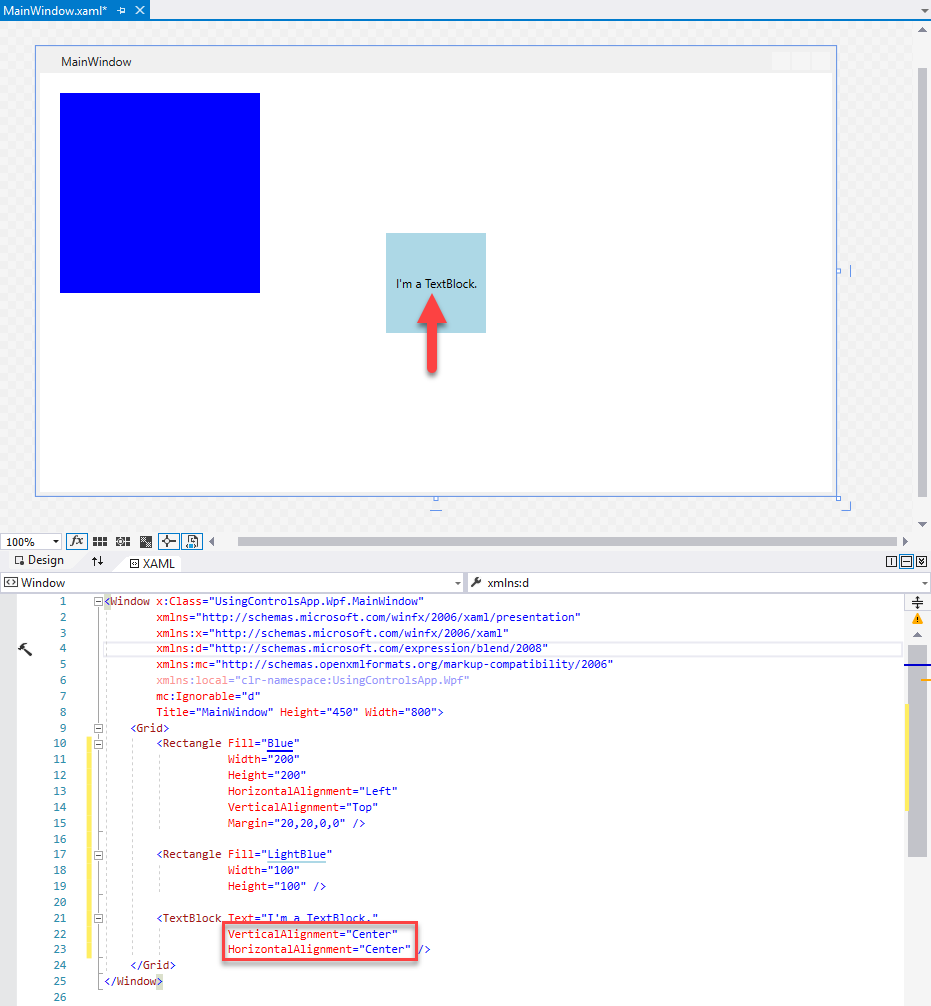 MainWindow.xaml*
MainWindow
I'm a TextBlock.
100%
fx
Design
XAML
Window
xmlns:d
1 <Window x:Class="UsingControlsApp.Wpf.MainWindow"
2 xmlns="http://schemas.microsoft.com/winfx/2006/xaml/presentation"
3 xmlns:x="http://schemas.microsoft.com/winfx/2006/xaml"
4 xmlns:d="http://schemas.microsoft.com/expression/blend/2008"
5 xmlns:mc="http://schemas.openxmlformats.org/markup-compatibility/2006"
6 xmlns:local="clr-namespace:UsingControlsApp.Wpf"
7 mc:Ignorable="d"
8 Title="MainWindow" Height="450" Width="800">
9 <Grid>
10 <Rectangle Fill="Blue"
11 Width="200"
12 Height="200"
13 HorizontalAlignment="Left"
14 VerticalAlignment="Top"
15 Margin="20,20,0,0" />
16
17 <Rectangle Fill="LightBlue"
18 Width="100"
19 Height="100" />
20
21 <TextBlock Text="I'm a TextBlock."
22 VerticalAlignment="Center"
23 HorizontalAlignment="Center" />
24 </Grid>
25 </Window>
26